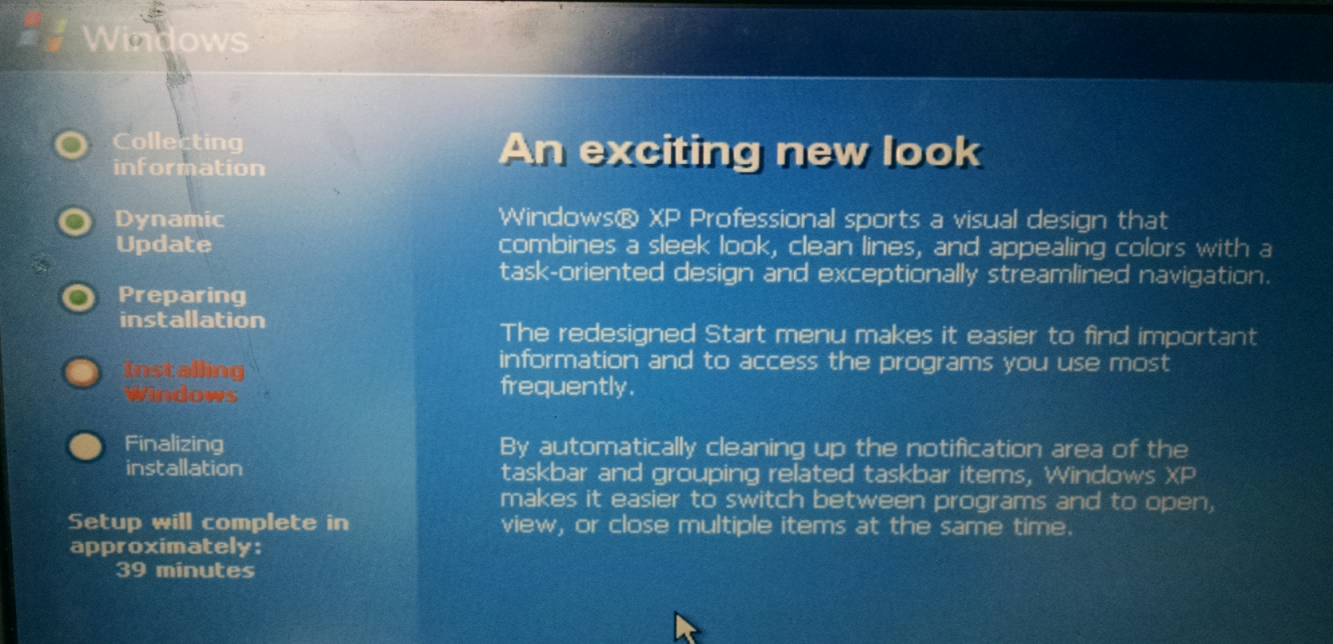 Windows
Collecting
information
Dynamic
Update
Preparing
installation
Installing
Windows
Finalizing
installation
Setup will complete in
approximately:
39 minutes
An exciting new look
Windows® XP Professional sports a visual design that
combines a sleek look, clean lines, and appealing colors with a
task-oriented design and exceptionally streamlined navigation.
The redesigned Start menu makes it easier to find important
information and to access the programs you use most
frequently.
By automatically cleaning up the notification area of the
taskbar and grouping related taskbar items, Windows XP
makes it easier to switch between programs and to open,
view, or close multiple items at the same time.